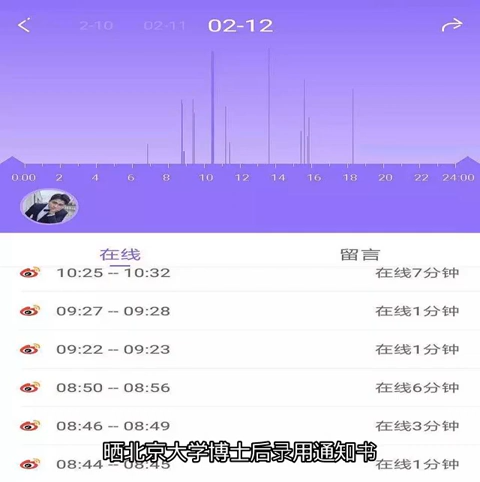 2-10 02-11 02-12
0:00 2 4 6 8 10 12 14 16 18 20 22 24:00
在线 留言
10:25 -- 10:32 在线7分钟
09:27 -- 09:28 在线1分钟
09:22 -- 09:23 在线1分钟
08:50 -- 08:56 在线6分钟
08:46 -- 08:49 在线3分钟
晒北京大学博士后录用通知书
08:44 -- 08:45 在线1分钟